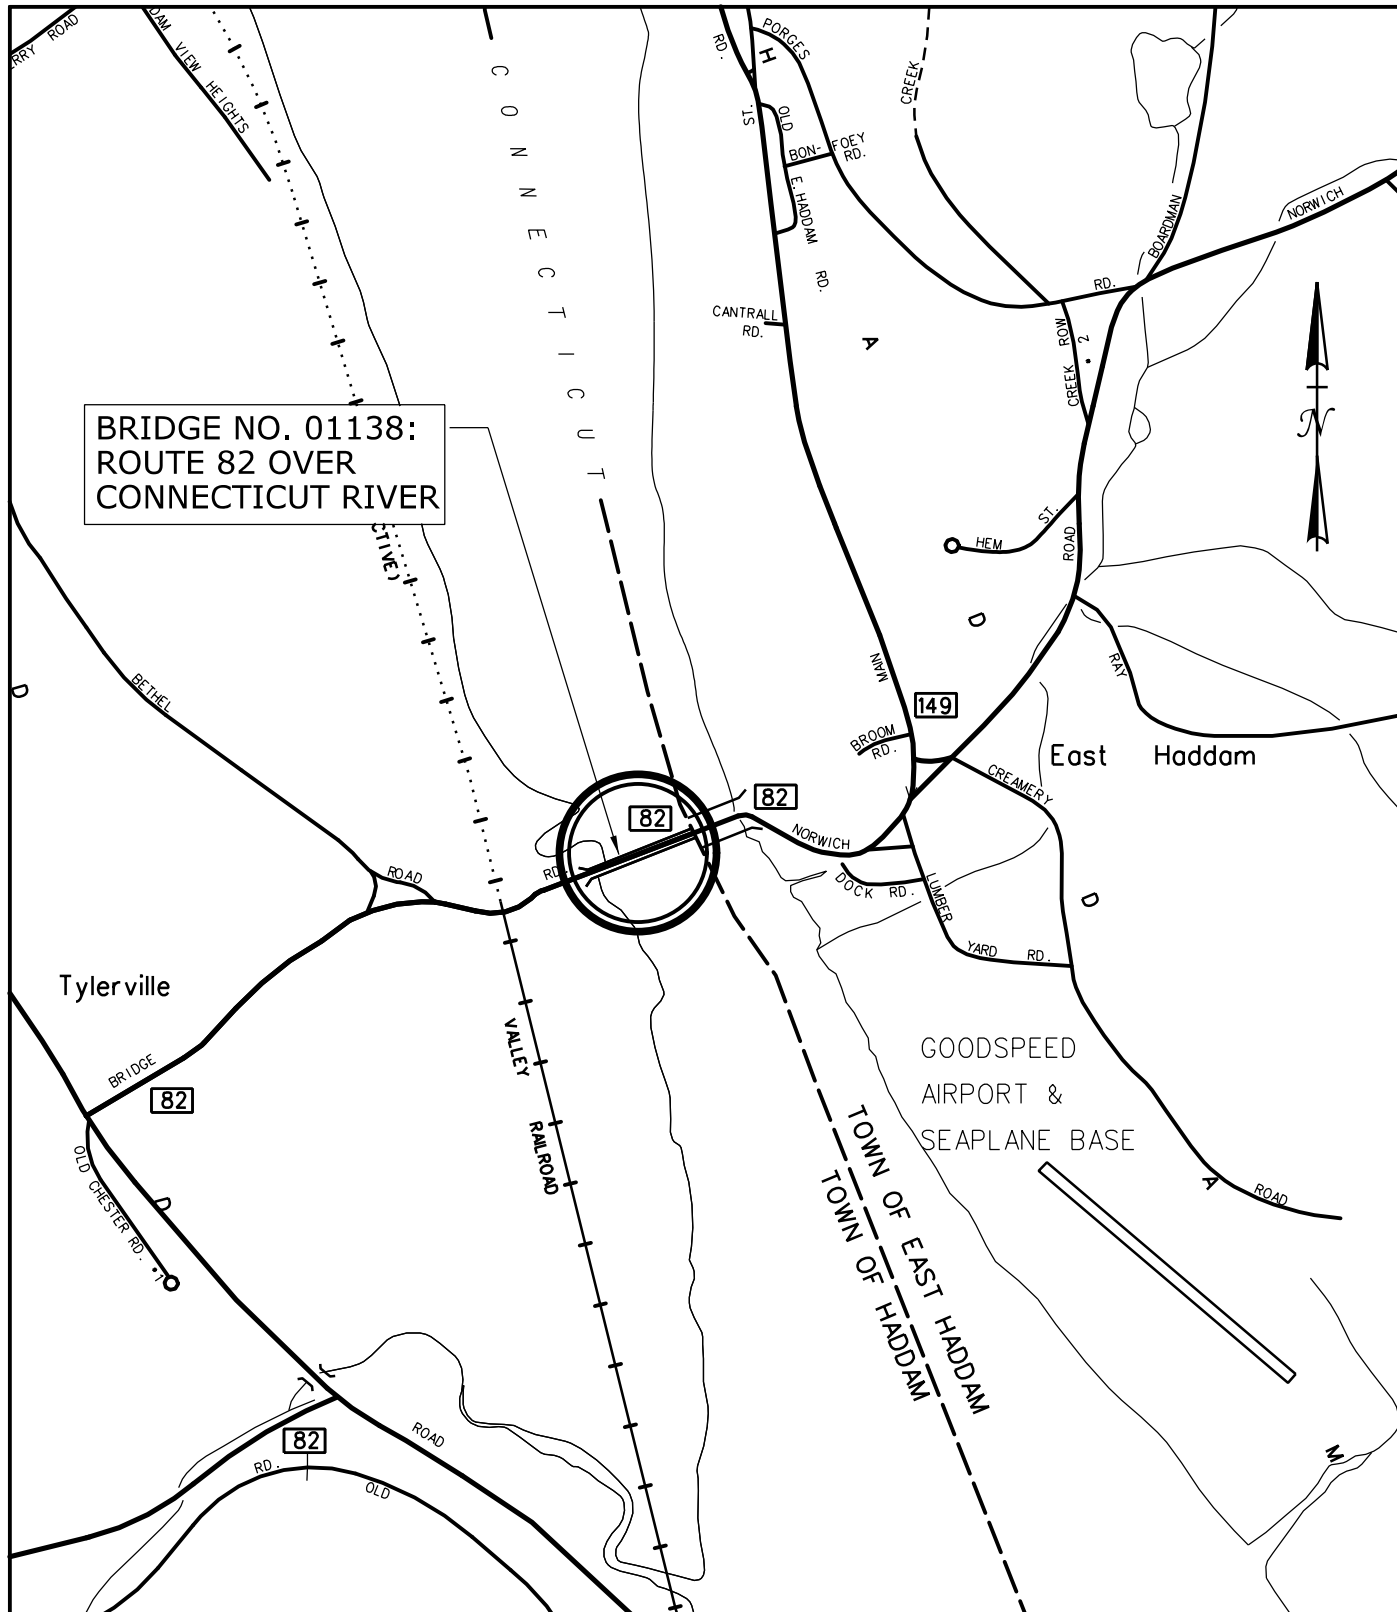 ERRY ROAD
DAM VIEW HEIGHTS
CONNECTICUT
RD.
ST.
H
PORGES
OLD
E. HADDAM RD.
BON-FOEY
RD.
CREEK
BOARDMAN
NORWICH
RD.
CANTRALL
RD.
A
CREEK ROW
2
N
BRIDGE NO. 01138:
ROUTE 82 OVER
CONNECTICUT RIVER
CTIVE)
HEM ST.
ROAD
D
RAY
MAIN
149
BROOM
RD.
East Haddam
CREAMERY
D
BETHEL
ROAD
82
82
NORWICH
RD.
DOCK RD.
LUMBER
YARD RD.
D
Tylerville
BRIDGE
82
VALLEY
RAILROAD
GOODSPEED
AIRPORT &
SEAPLANE BASE
TOWN OF EAST HADDAM
TOWN OF HADDAM
OLD CHESTER RD. •1
D
A
ROAD
M
82
ROAD
RD.
OLD